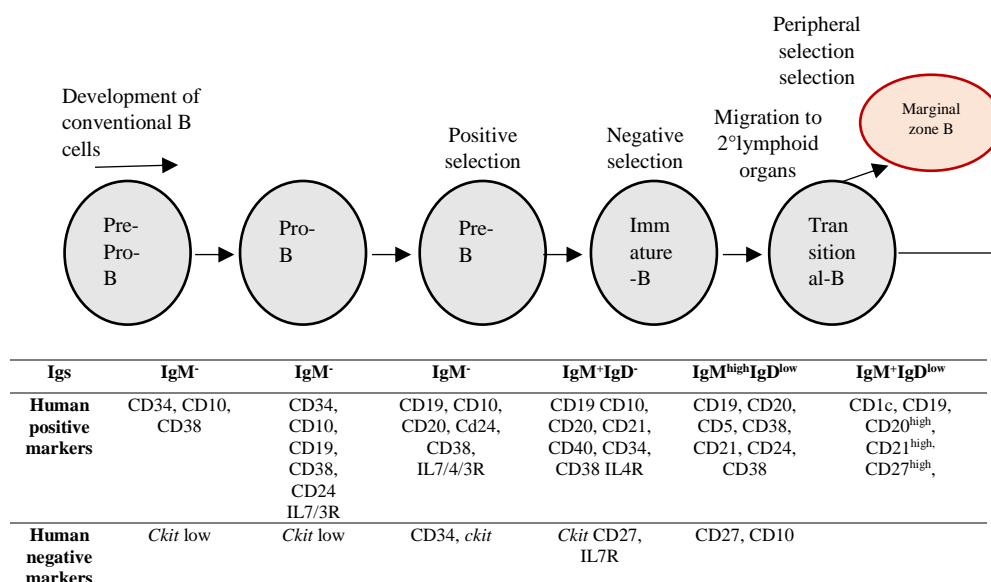 Peripheral
selection
selection
Development of
conventional B
cells
Positive
selection
Negative
selection
Migration to
2°lymphoid
organs
Marginal
zone B
Pre-
Pro-
B
Pro-
B
Pre-
B
Imm
ature
-B
Tran
sition
al-B
Igs IgM- IgM- IgM- IgM+IgD- IgMhighIgDlow IgM+IgDlow
Human
positive
markers
CD34, CD10,
CD38
CD34,
CD10,
CD19,
CD38,
CD24
IL7/3R
CD19, CD10,
CD20, Cd24,
CD38,
IL7/4/3R
CD19 CD10,
CD20, CD21,
CD40, CD34,
CD38 IL4R
CD19, CD20,
CD5, CD38,
CD21, CD24,
CD38
CD1c, CD19,
CD20high,
CD21high,
CD27high,
Human
negative
markers
Ckit low
Ckit low
CD34, ckit
Ckit CD27,
IL7R
CD27, CD10